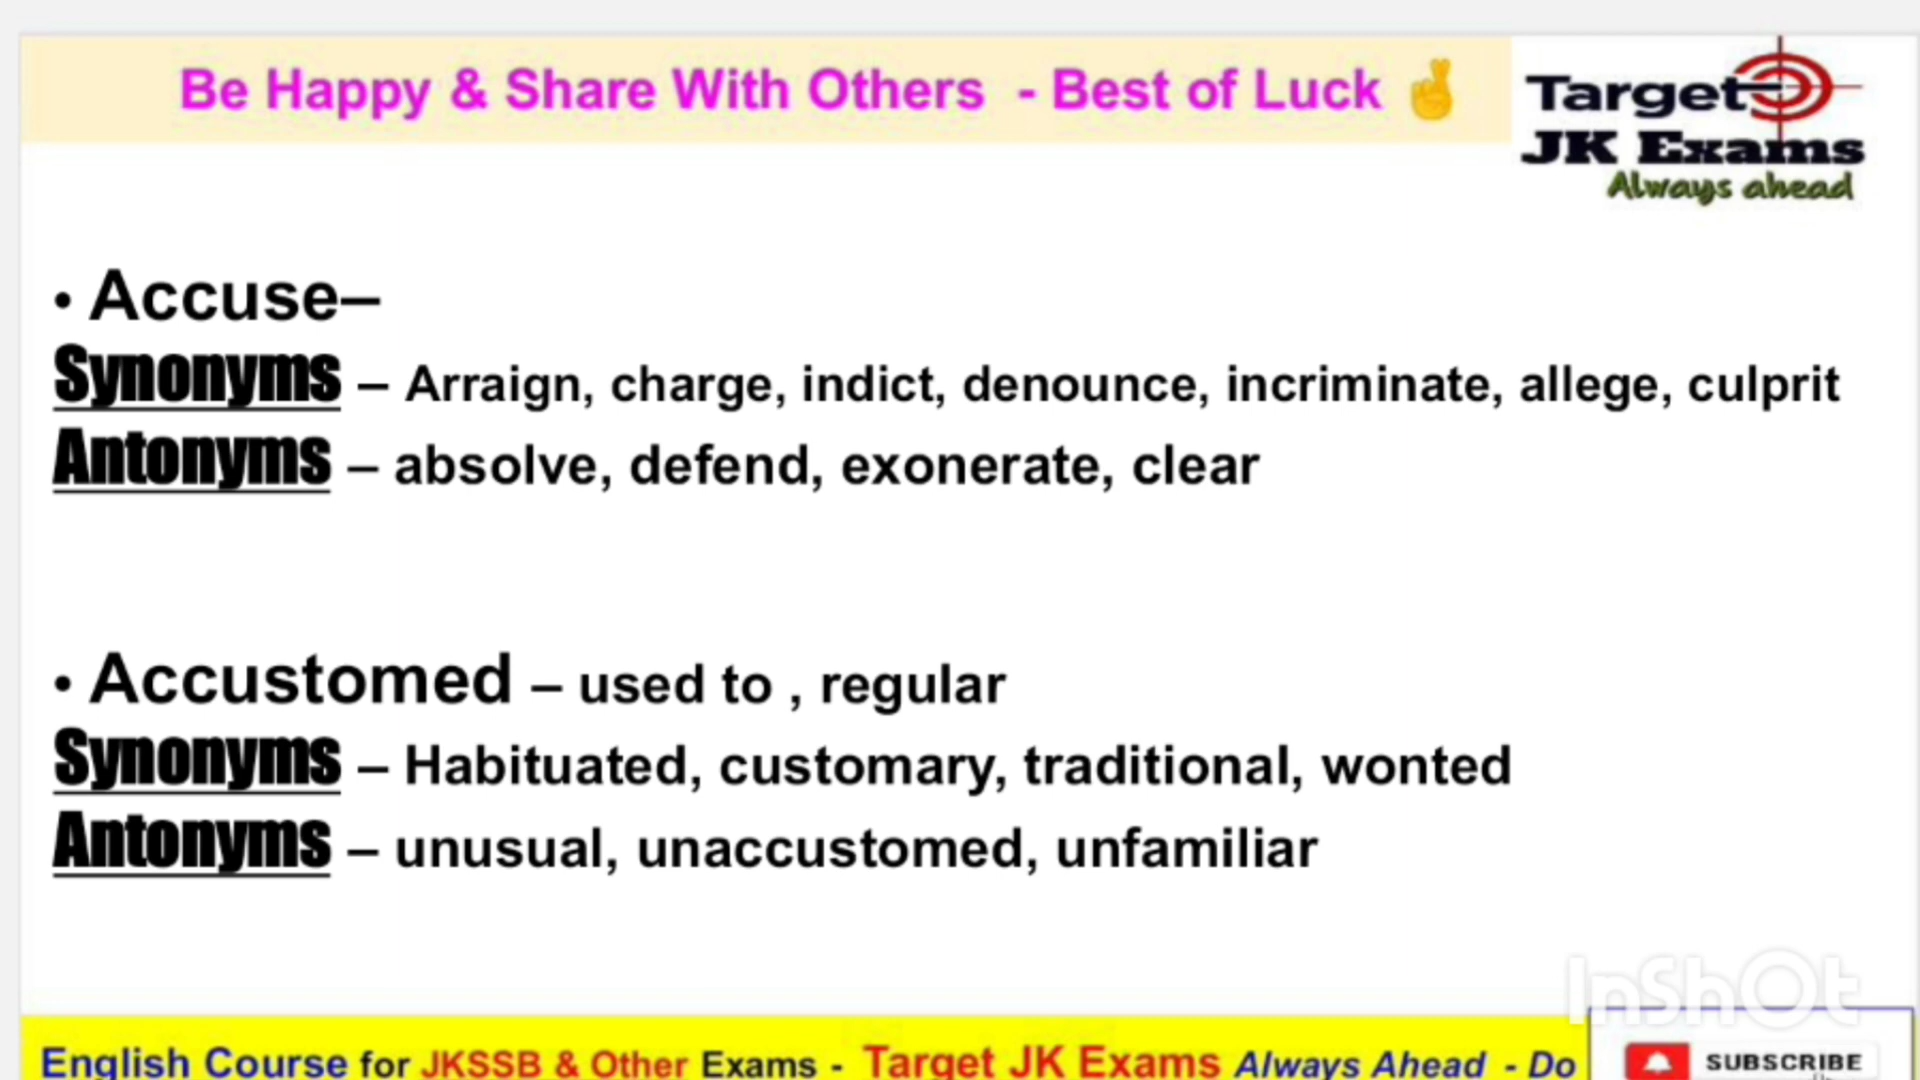 Be Happy & Share With Others - Best of Luck 🤞
Target
JK Exams
Always ahead
• Accuse–
Synonyms – Arraign, charge, indict, denounce, incriminate, allege, culprit
Antonyms – absolve, defend, exonerate, clear
• Accustomed – used to , regular
Synonyms – Habituated, customary, traditional, wonted
Antonyms – unusual, unaccustomed, unfamiliar
InShOt
English Course for JKSSB & Other Exams - Target JK Exams Always Ahead - Do
SUBSCRIBE